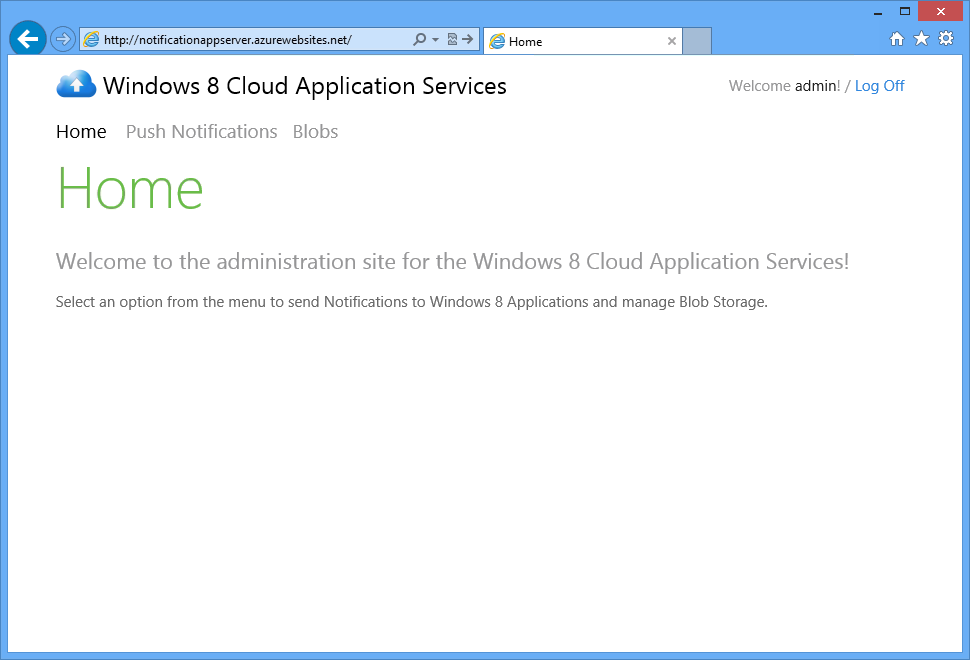 http://notificationappserver.azurewebsites.net/
Home
Windows 8 Cloud Application Services
Welcome admin! / Log Off
Home Push Notifications Blobs
Home
Welcome to the administration site for the Windows 8 Cloud Application Services!
Select an option from the menu to send Notifications to Windows 8 Applications and manage Blob Storage.